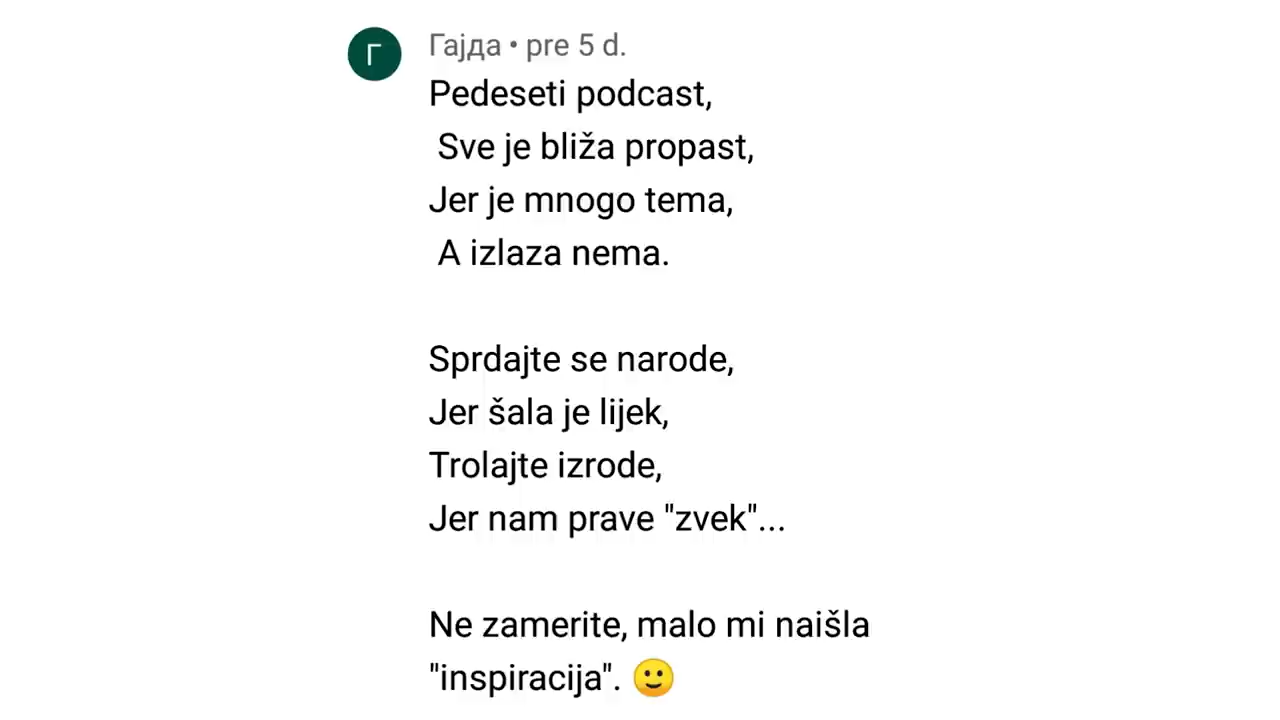 Г
Гајда • pre 5 d.
Pedeseti podcast,
Sve je bliža propast,
Jer je mnogo tema,
A izlaza nema.
Sprdajte se narode,
Jer šala je lijek,
Trolajte izrode,
Jer nam prave "zvek"...
Ne zamerite, malo mi naišla
"inspiracija". 🙂